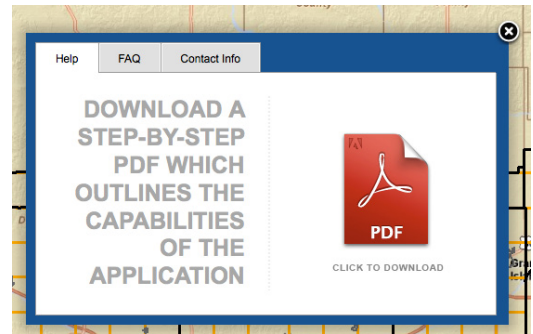 County
Help
FAQ
Contact Info
DOWNLOAD A
STEP-BY-STEP
PDF WHICH
OUTLINES THE
CAPABILITIES
OF THE
APPLICATION
PDF
CLICK TO DOWNLOAD